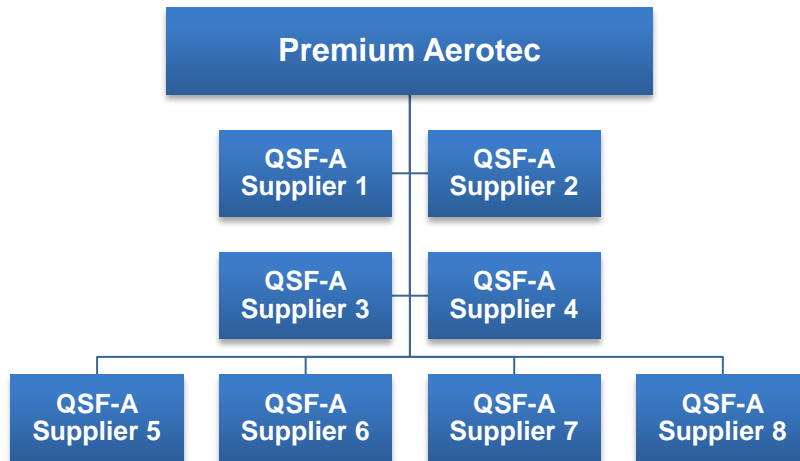 Premium Aerotec
QSF-A
Supplier 1
QSF-A
Supplier 2
QSF-A
Supplier 3
QSF-A
Supplier 4
QSF-A
Supplier 5
QSF-A
Supplier 6
QSF-A
Supplier 7
QSF-A
Supplier 8